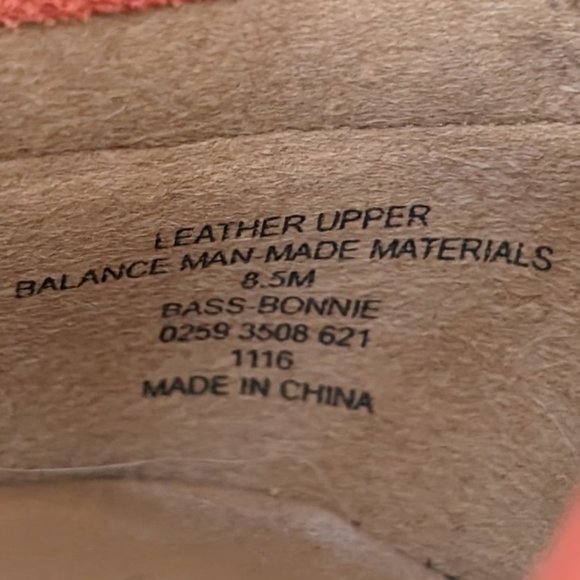 LEATHER UPPER
BALANCE MAN-MADE MATERIALS
8.5M
BASS-BONNIE
0259 3508 621
1116
MADE IN CHINA